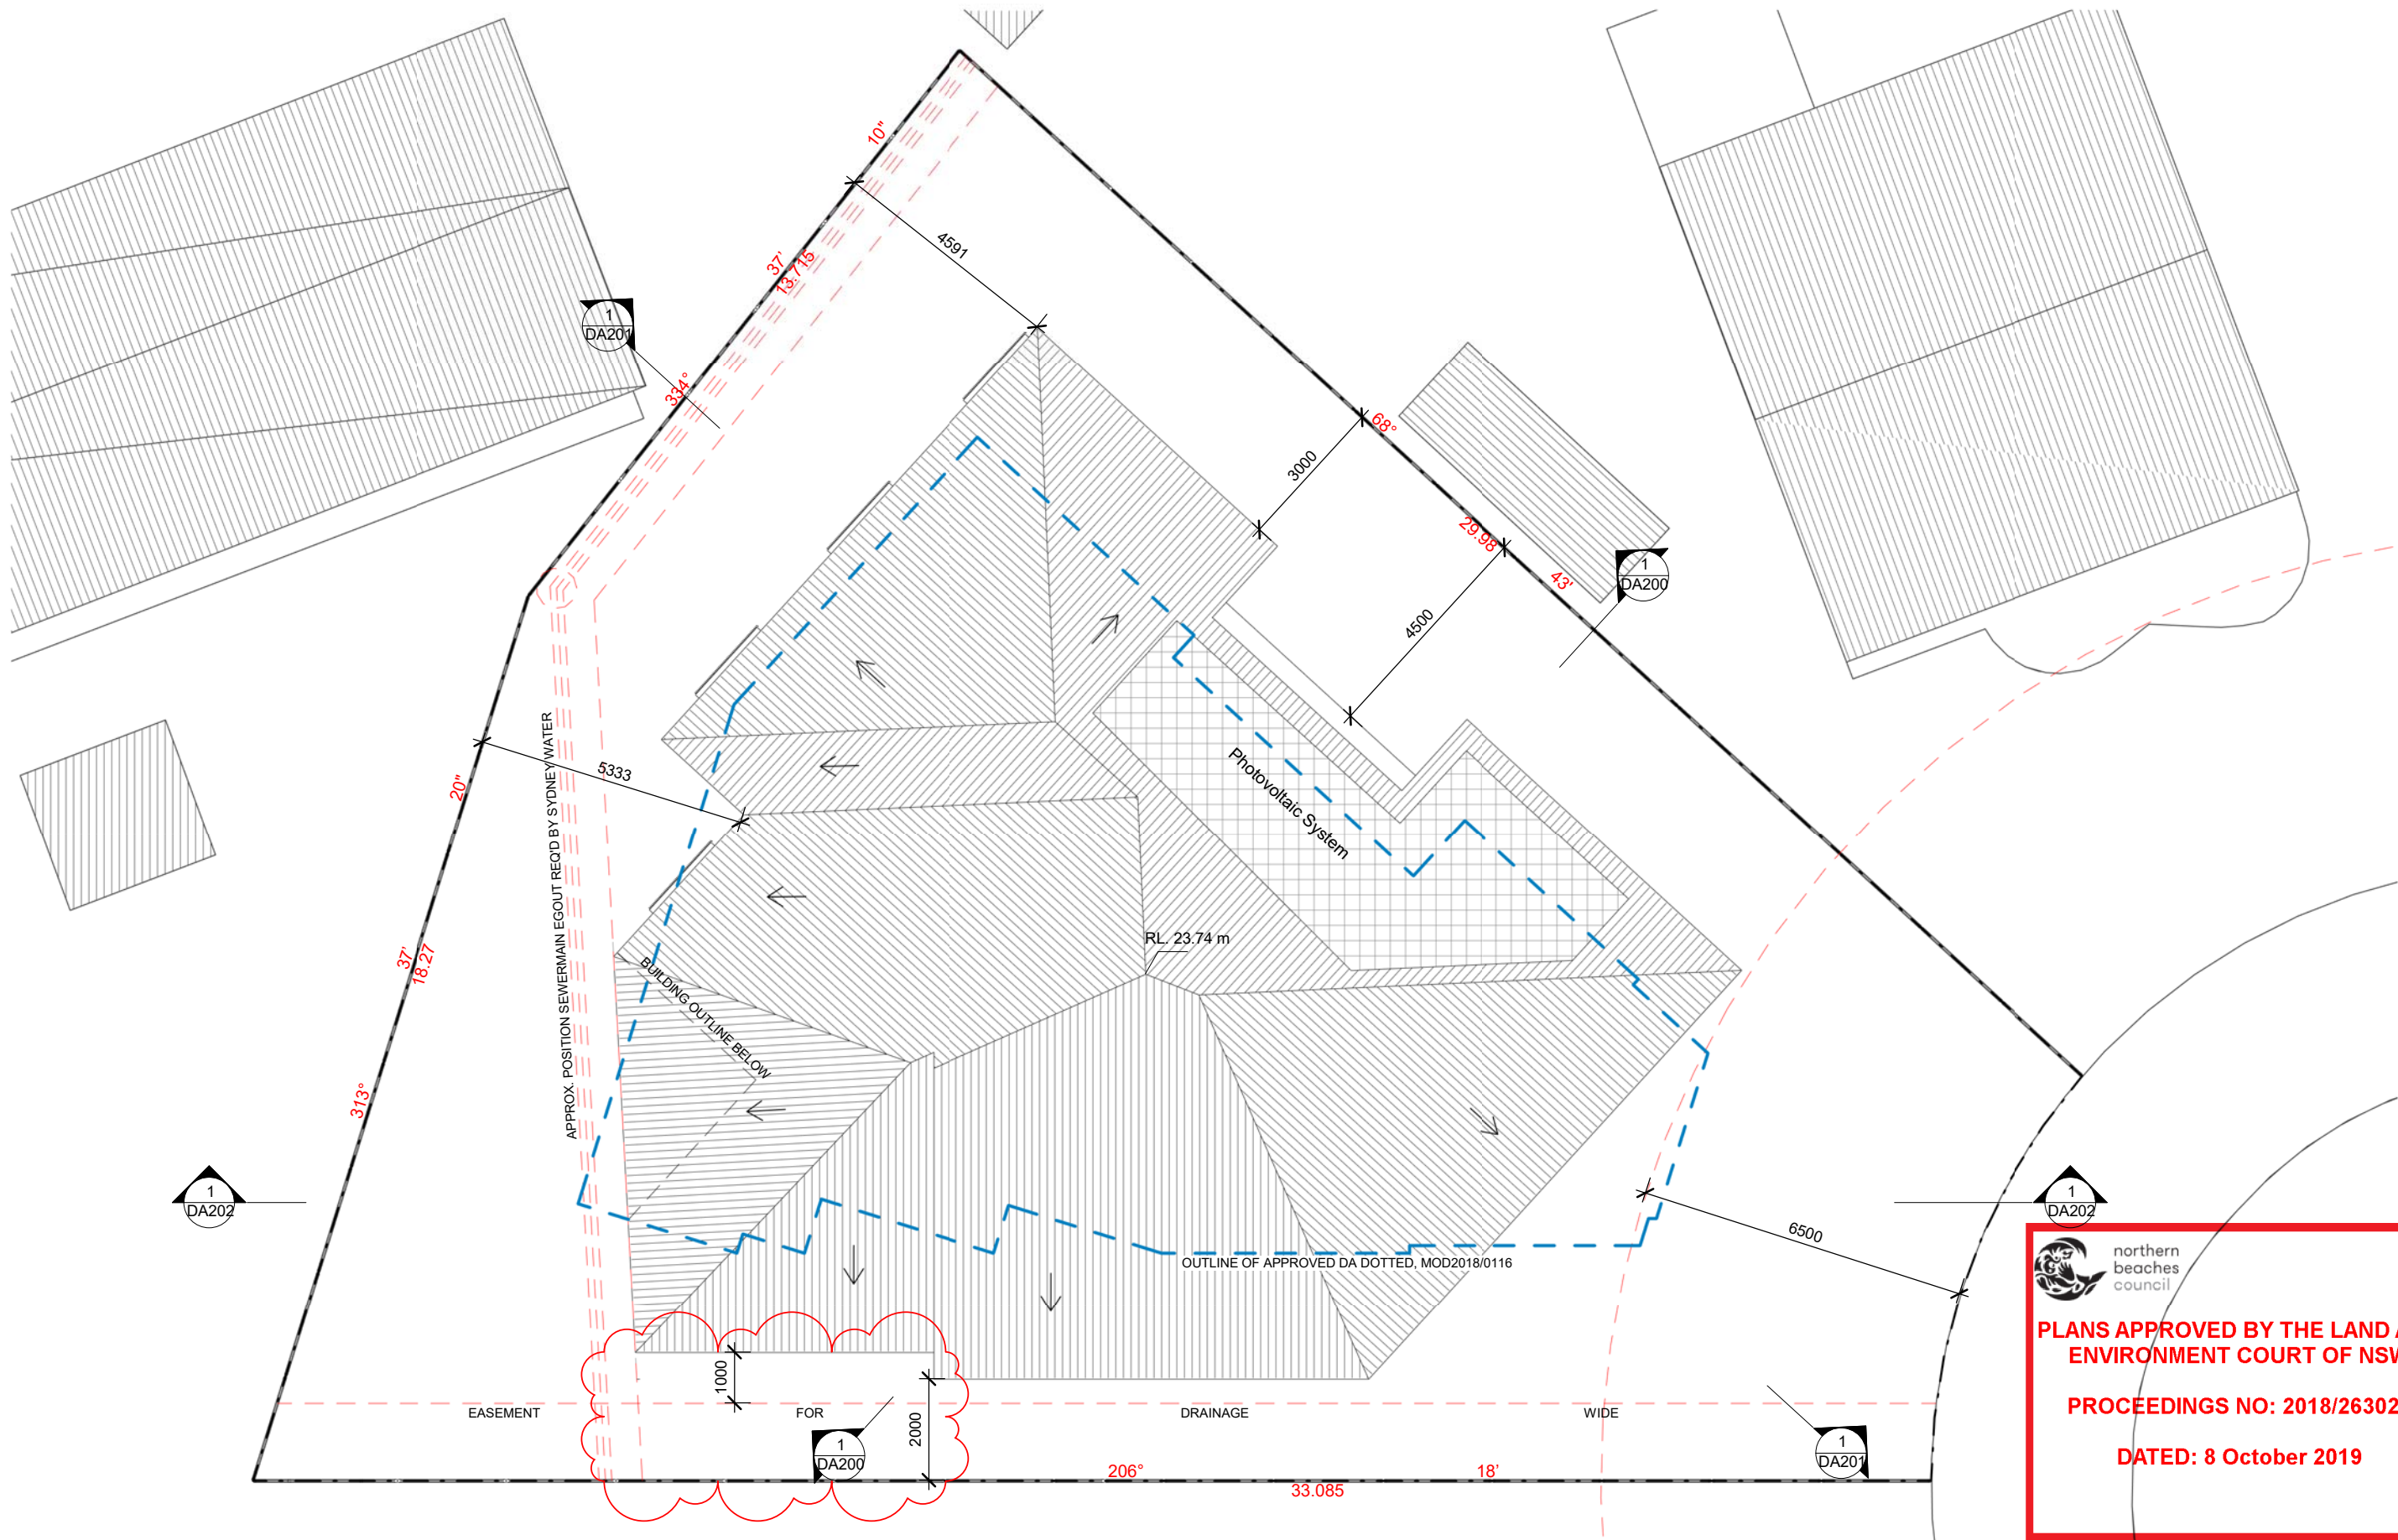 10"
4591
37'
13.715
1
DA201
334°
68°
3000
29.98
43'
1
DA200
4500
APPROX. POSITION SEWERMAIN EGOUT REQ'D BY SYDNEY WATER
5333
20"
Photovoltaic System
RL. 23.74 m
37'
18.27
BUILDING OUTLINE BELOW
313°
1
DA202
1
DA202
6500
OUTLINE OF APPROVED DA DOTTED, MOD2018/0116
northern
beaches
council
PLANS APPROVED BY THE LAND A
ENVIRONMENT COURT OF NSW
PROCEEDINGS NO: 2018/26302
DATED: 8 October 2019
1000
2000
EASEMENT FOR DRAINAGE WIDE
1
DA200
1
DA201
206° 18'
33.085